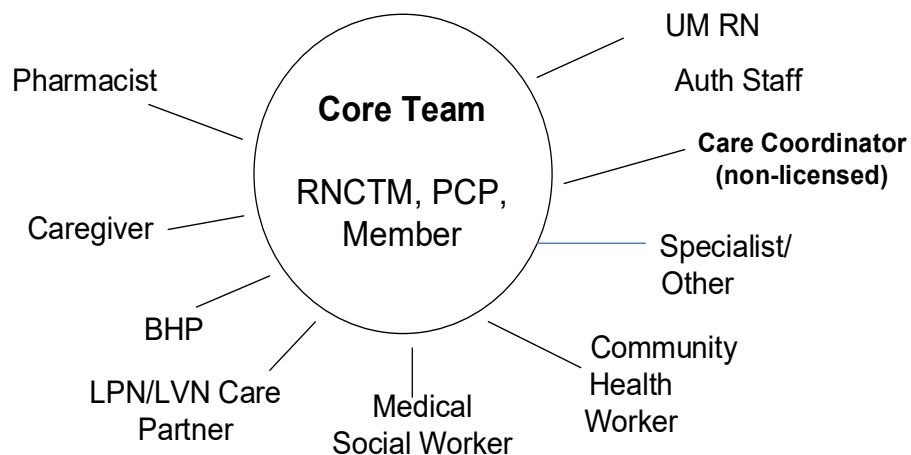 UM RN
Pharmacist
Auth Staff
Core Team
Care Coordinator
(non-licensed)
RNCTM, PCP,
Member
Caregiver
Specialist/
Other
BHP
Community
Health
Worker
LPN/LVN Care
Partner
Medical
Social Worker